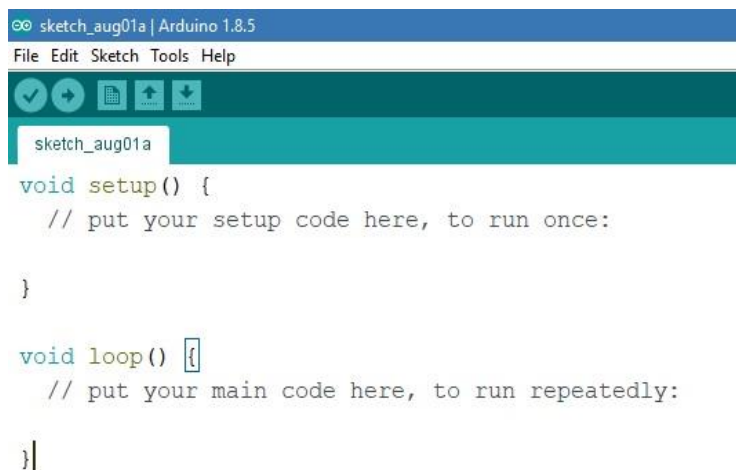 sketch_aug01a | Arduino 1.8.5
File Edit Sketch Tools Help
sketch_aug01a
void setup() {
  // put your setup code here, to run once:
}
void loop() {
  // put your main code here, to run repeatedly:
}